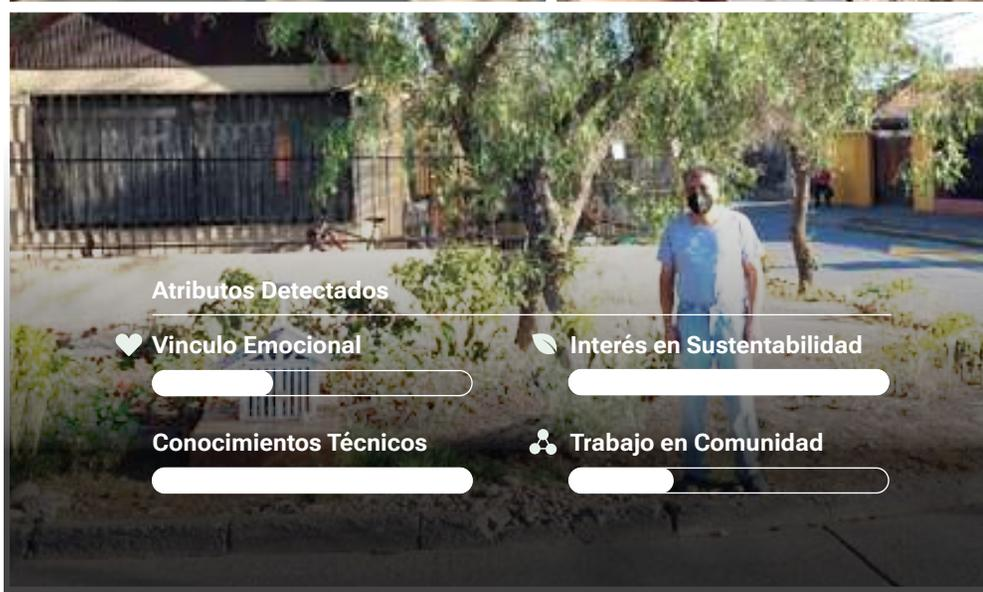 Atributos Detectados
Vinculo Emocional
Interés en Sustentabilidad
Conocimientos Técnicos
Trabajo en Comunidad